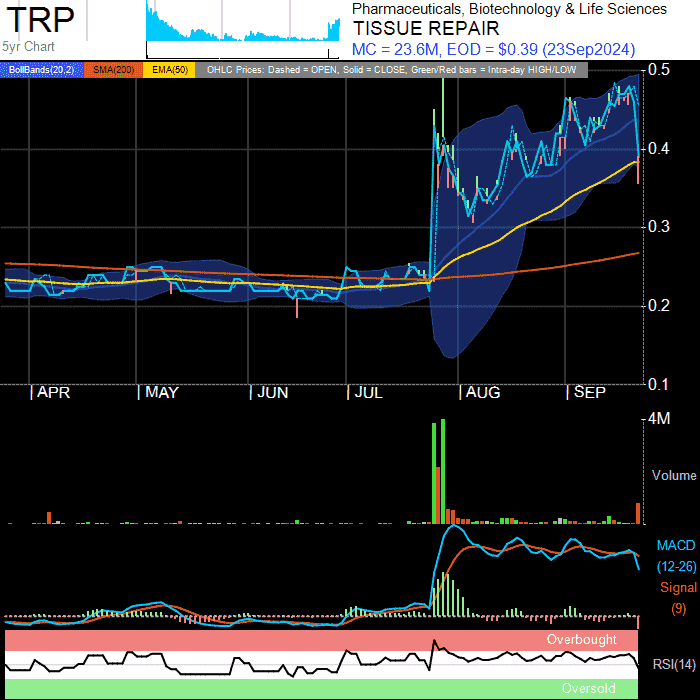 TRP
5yr Chart
Pharmaceuticals, Biotechnology & Life Sciences
TISSUE REPAIR
MC = 23.6M, EOD = $0.39 (23Sep2024)
BollBands(20,2) SMA(200) EMA(50) OHLC Prices: Dashed = OPEN, Solid = CLOSE, Green/Red bars = Intra-day HIGH/LOW
0.5
0.4
0.3
0.2
0.1
APR MAY JUN JUL AUG SEP
4M
Volume
MACD
(12-26)
Signal
(9)
Overbought
RSI(14)
Oversold